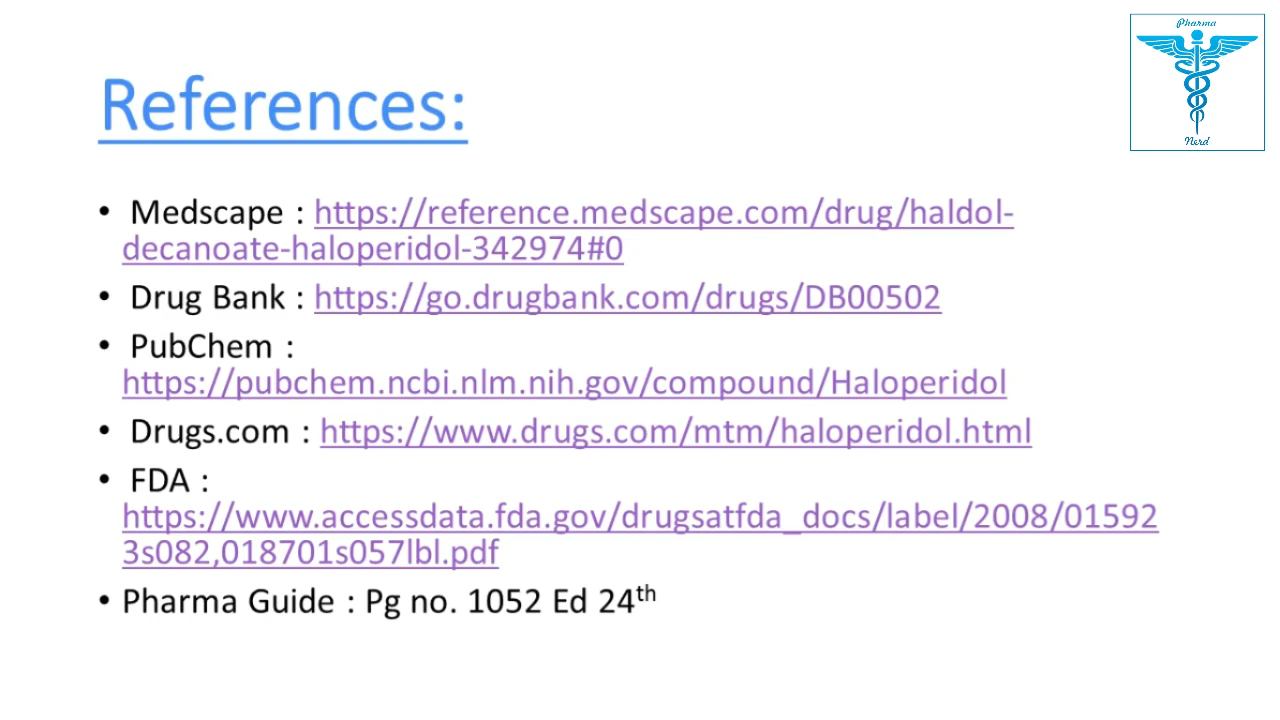 Pharma
Nerd
References:
• Medscape : https://reference.medscape.com/drug/haldol-
decanoate-haloperidol-342974#0
• Drug Bank : https://go.drugbank.com/drugs/DB00502
• PubChem :
https://pubchem.ncbi.nlm.nih.gov/compound/Haloperidol
• Drugs.com : https://www.drugs.com/mtm/haloperidol.html
• FDA :
https://www.accessdata.fda.gov/drugsatfda_docs/label/2008/01592
3s082,018701s057lbl.pdf
• Pharma Guide : Pg no. 1052 Ed 24th